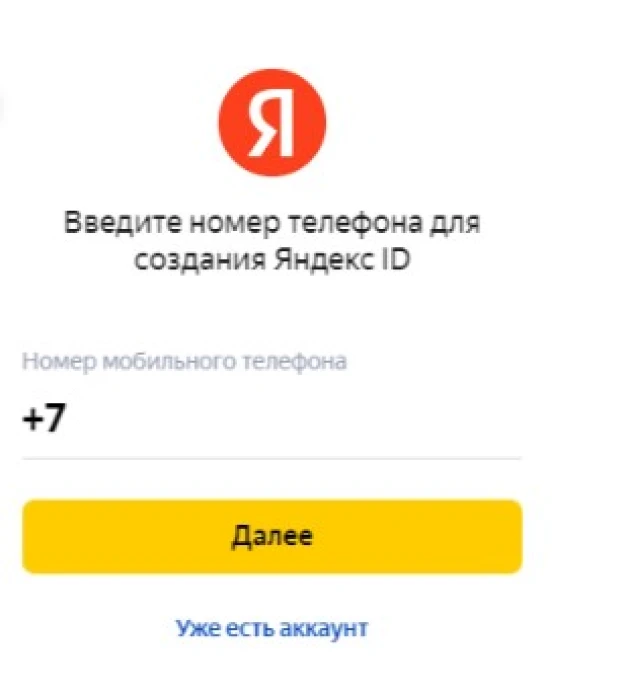 Я
Введите номер телефона для
создания Яндекс ID
Номер мобильного телефона
+7
Далее
Уже есть аккаунт